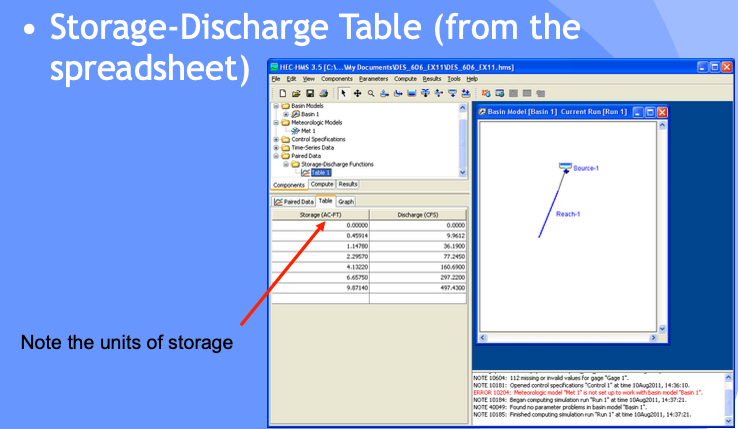 • Storage-Discharge Table (from the
spreadsheet)
HEC-HMS 3.5 [C:\...\My Documents\DES_606_EX11\DES_606_EX11.hms]
File Edit View Components Parameters Compute Results Tools Help
Basin Models
Basin 1
Meteorologic Models
Met 1
Control Specifications
Time-Series Data
Paired Data
Storage-Discharge Functions
Table 1
Components Compute Results
Paired Data Table Graph
Storage (AC-FT) Discharge (CFS)
0.00000 0.0000
0.45914 9.9612
1.14780 36.1900
2.29570 77.2450
4.13220 160.6900
6.65750 297.2200
9.87140 497.4300
Basin Model [Basin 1] Current Run [Run 1]
Source-1
Reach-1
Note the units of storage
NOTE 10604: 112 missing or invalid values for gage "Gage 1".
NOTE 10181: Opened control specifications "Control 1" at time 10Aug2011, 14:36:10.
ERROR 10204: Meteorologic model "Met 1" is not set up to work with basin model "Basin 1".
NOTE 10184: Began computing simulation run "Run 1" at time 10Aug2011, 14:37:21.
NOTE 40049: Found no parameter problems in basin model "Basin 1".
NOTE 10185: Finished computing simulation run "Run 1" at time 10Aug2011, 14:37:21.